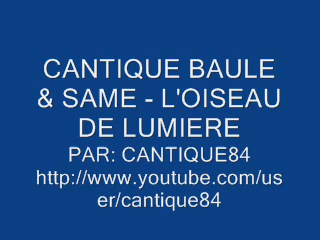 CANTIQUE BAULE
& SAME - L'OISEAU
DE LUMIERE
PAR: CANTIQUE84
http://www.youtube.com/us
er/cantique84